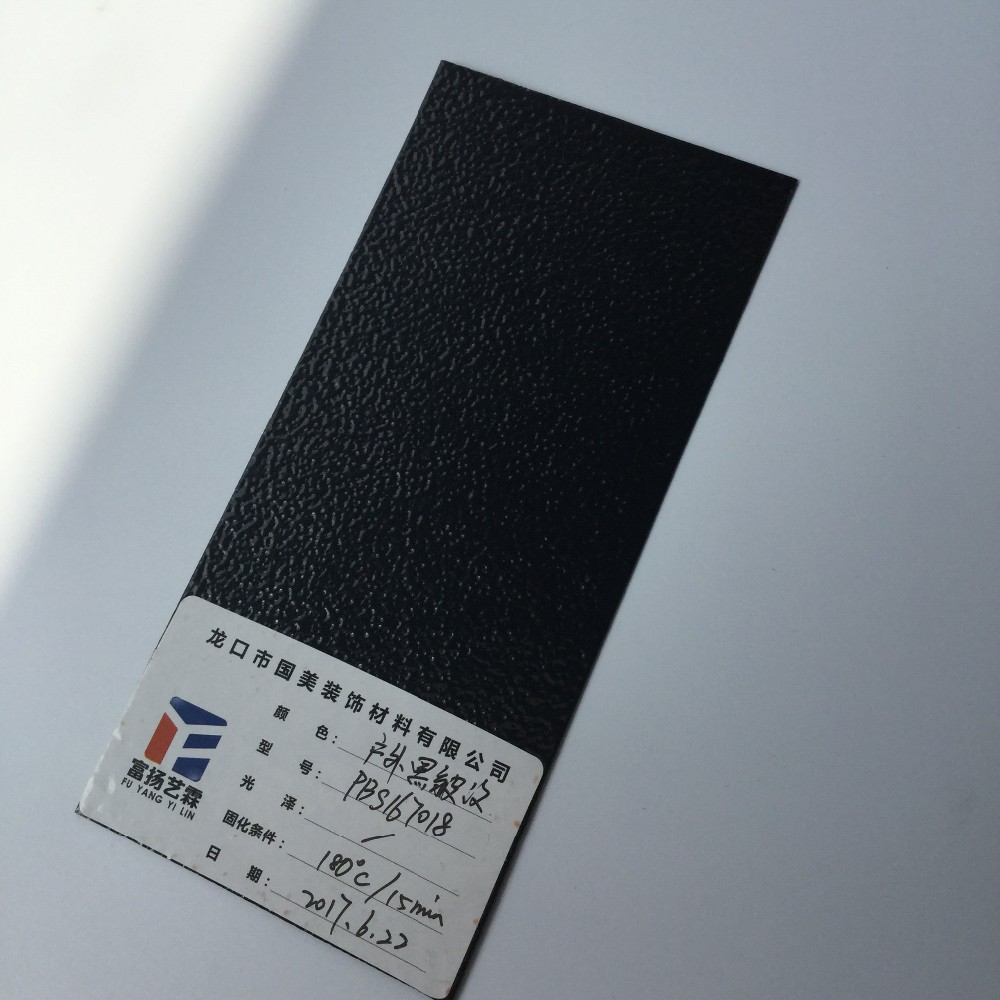 龙口市国美装饰材料有限公司
富扬艺霖
FU YANG YI LIN
颜 色: 户外黑皱纹
型 号: PBS167018
光 泽: /
固化条件: 180℃/15min
日 期: 2017.6.22